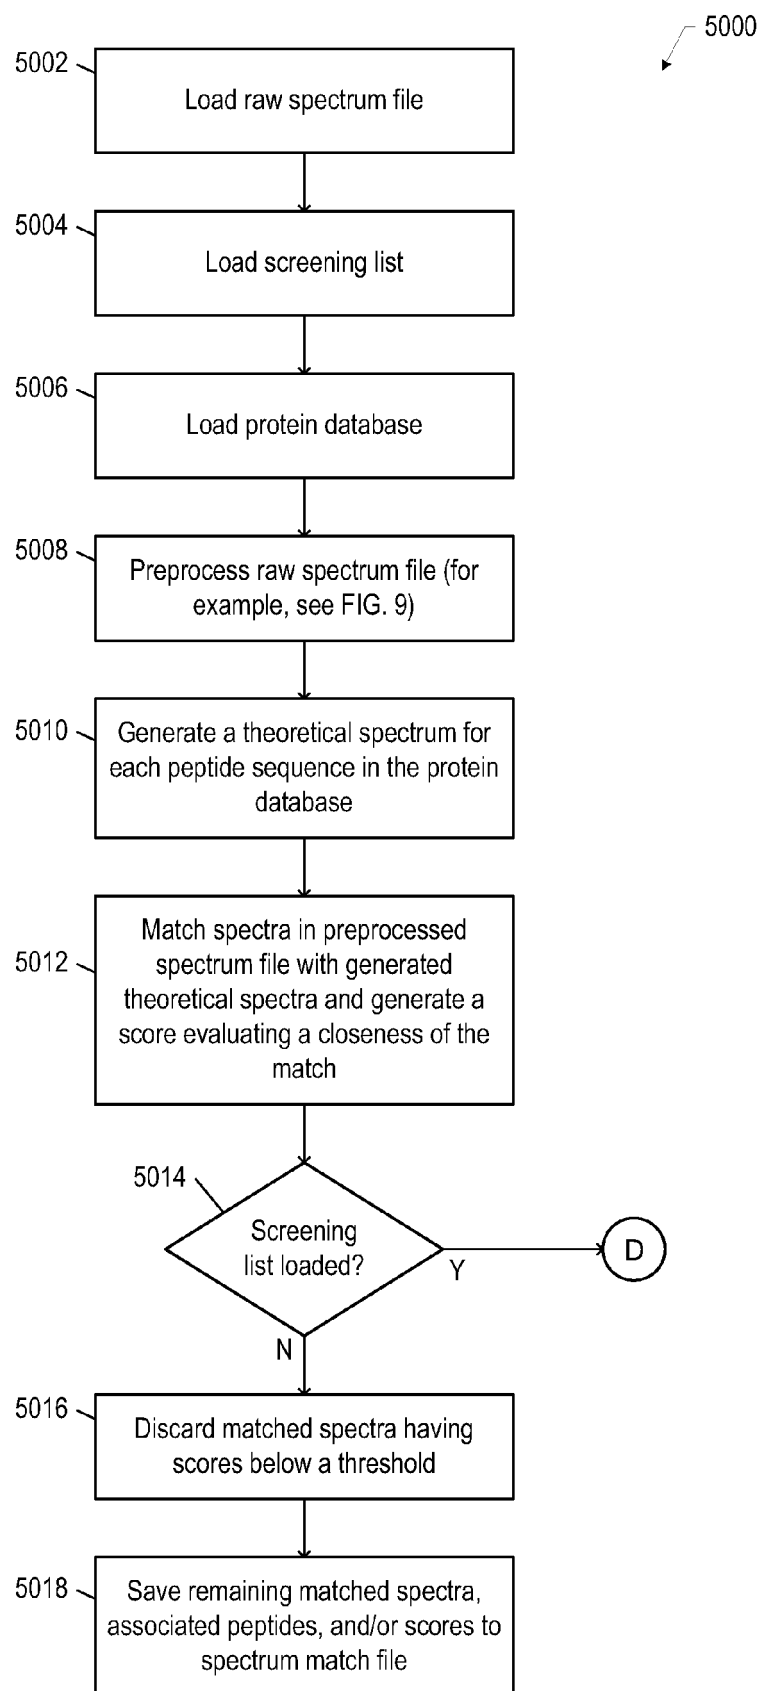 5000
5002
Load raw spectrum file
5004
Load screening list
5006
Load protein database
5008
Preprocess raw spectrum file (for
example, see FIG. 9)
5010
Generate a theoretical spectrum for
each peptide sequence in the protein
database
5012
Match spectra in preprocessed
spectrum file with generated
theoretical spectra and generate a
score evaluating a closeness of the
match
5014
Screening
list loaded?
Y
D
N
5016
Discard matched spectra having
scores below a threshold
5018
Save remaining matched spectra,
associated peptides, and/or scores to
spectrum match file